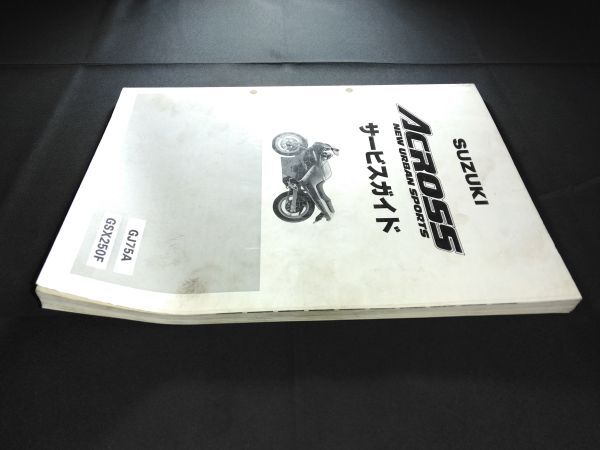 SUZUKI
ACROSS
NEW URBAN SPORTS
サービスガイド
GJ75A
GSX250F